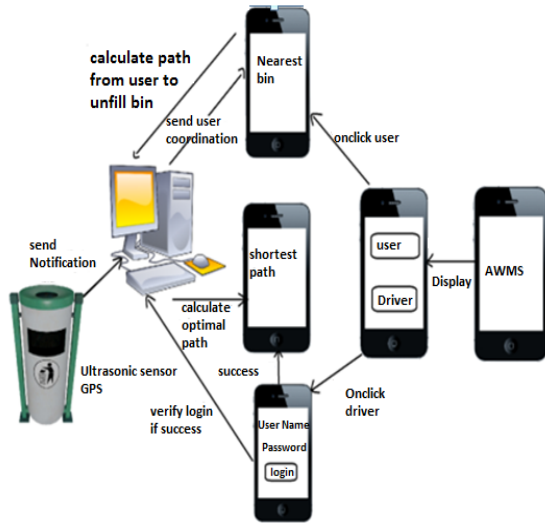 calculate path
from user to
unfill bin
Nearest
bin
send user
coordination
onclick user
send
Notification
shortest
path
user
Driver
Display
AWMS
calculate
optimal
path
Ultrasonic sensor
GPS
success
Onclick
driver
verify login
if success
User Name
Password
login